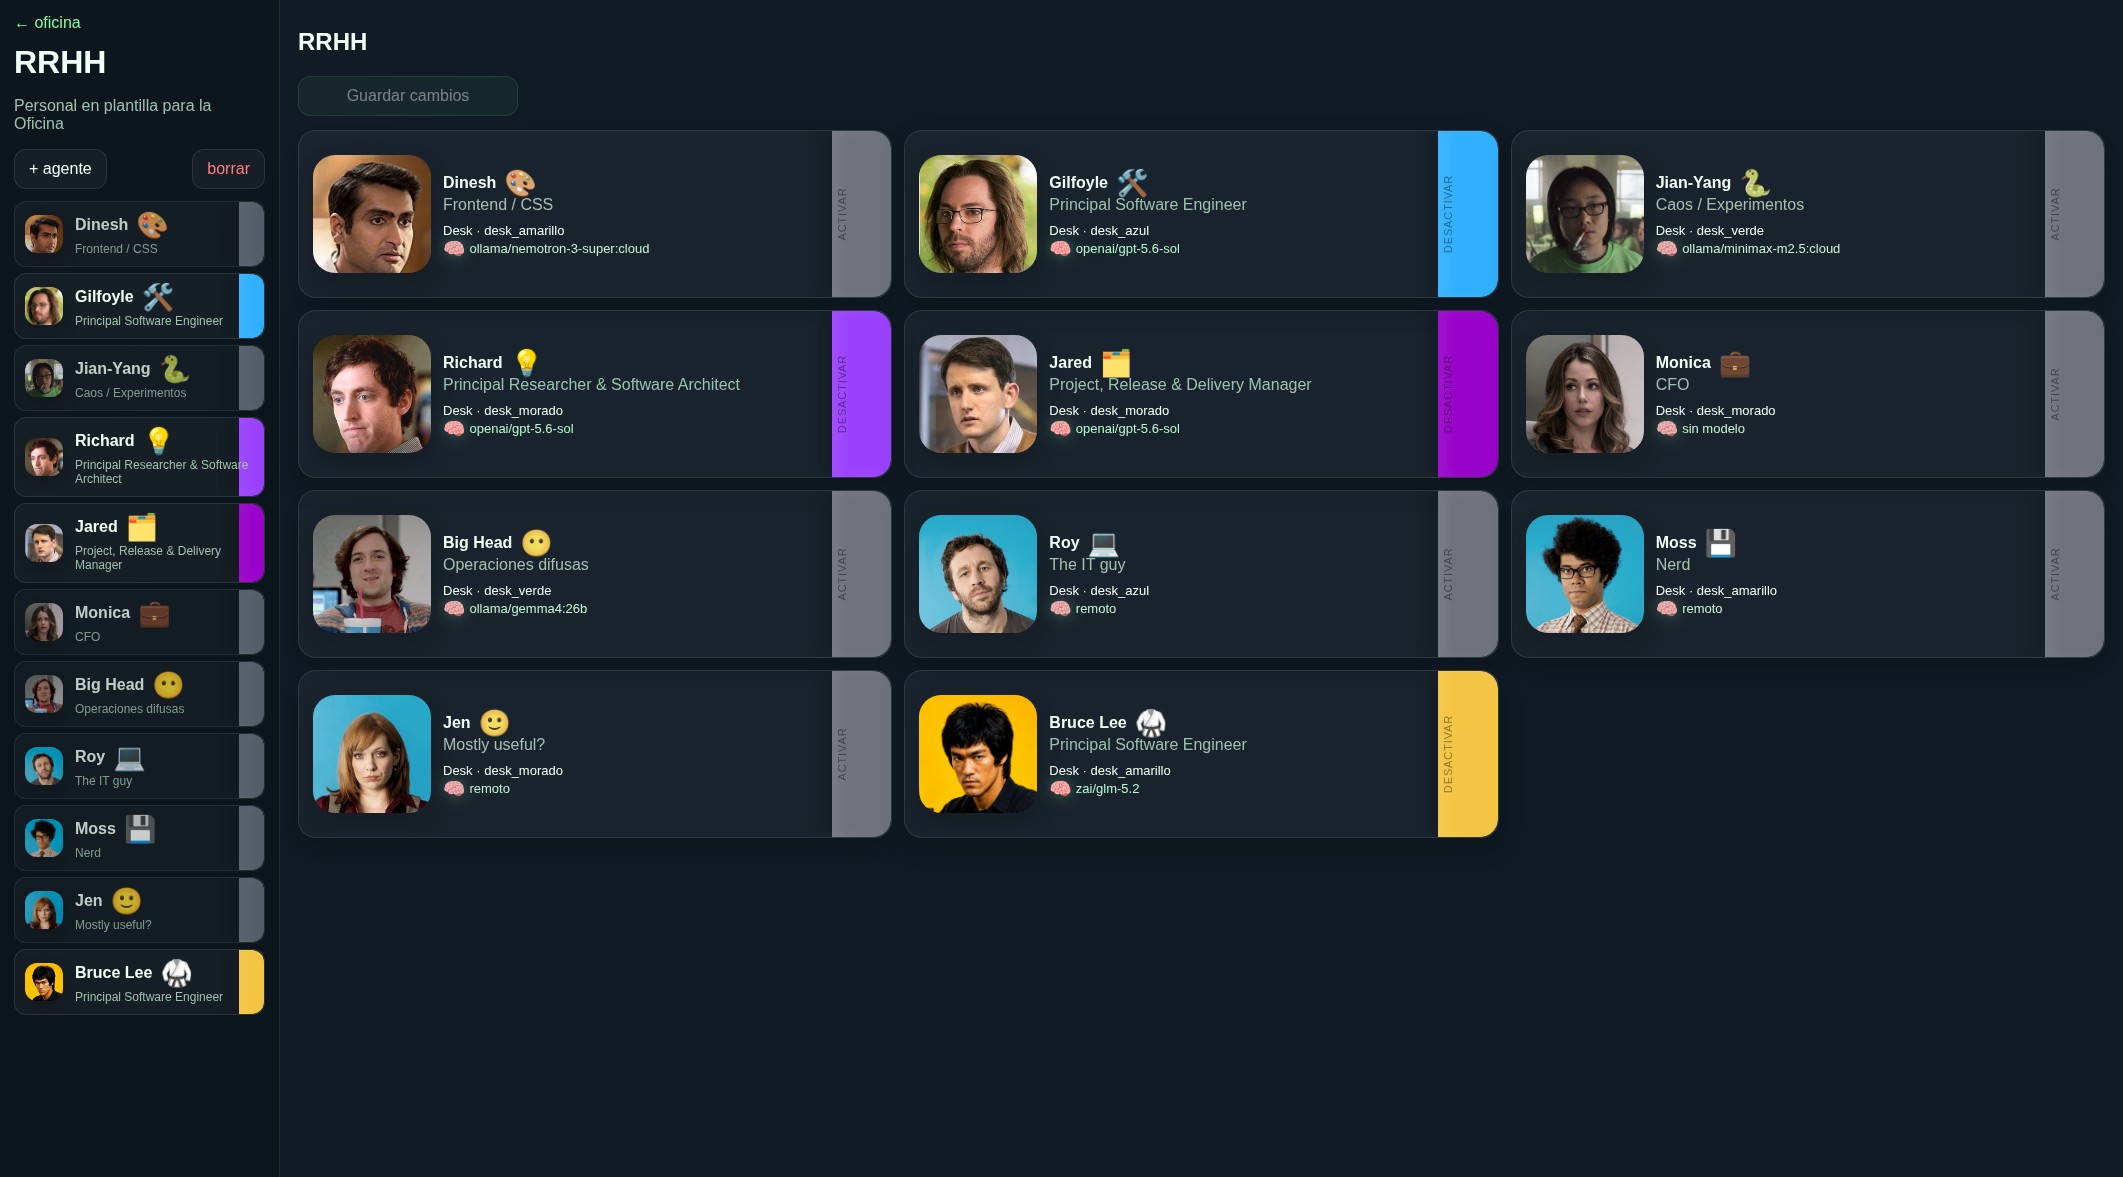 ← oficina
RRHH
Personal en plantilla para la
Oficina
+ agente
borrar
Dinesh 🎨
Frontend / CSS
Gilfoyle 🛠️
Principal Software Engineer
Jian-Yang 🐍
Caos / Experimentos
Richard 💡
Principal Researcher & Software
Architect
Jared 🗂️
Project, Release & Delivery
Manager
Monica 💼
CFO
Big Head 😶
Operaciones difusas
Roy 💻
The IT guy
Moss 💾
Nerd
Jen 🙂
Mostly useful?
Bruce Lee 🥋
Principal Software Engineer
RRHH
Guardar cambios
Dinesh 🎨
Frontend / CSS
Desk · desk_amarillo
🧠 ollama/nemotron-3-super:cloud
ACTIVAR
Gilfoyle 🛠️
Principal Software Engineer
Desk · desk_azul
🧠 openai/gpt-5.6-sol
DESACTIVAR
Jian-Yang 🐍
Caos / Experimentos
Desk · desk_verde
🧠 ollama/minimax-m2.5:cloud
ACTIVAR
Richard 💡
Principal Researcher & Software Architect
Desk · desk_morado
🧠 openai/gpt-5.6-sol
DESACTIVAR
Jared 🗂️
Project, Release & Delivery Manager
Desk · desk_morado
🧠 openai/gpt-5.6-sol
DESACTIVAR
Monica 💼
CFO
Desk · desk_morado
🧠 sin modelo
ACTIVAR
Big Head 😶
Operaciones difusas
Desk · desk_verde
🧠 ollama/gemma4:26b
ACTIVAR
Roy 💻
The IT guy
Desk · desk_azul
🧠 remoto
ACTIVAR
Moss 💾
Nerd
Desk · desk_amarillo
🧠 remoto
ACTIVAR
Jen 🙂
Mostly useful?
Desk · desk_morado
🧠 remoto
ACTIVAR
Bruce Lee 🥋
Principal Software Engineer
Desk · desk_amarillo
🧠 zai/glm-5.2
DESACTIVAR